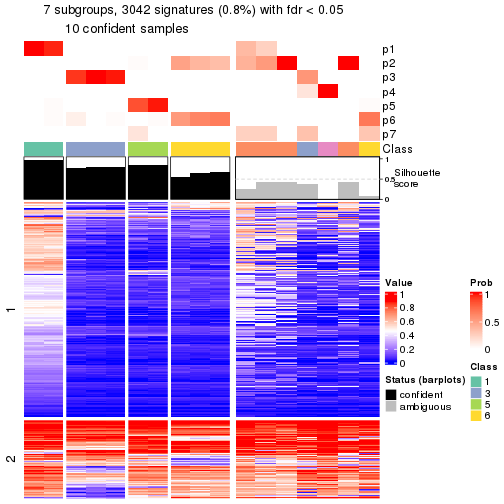 7 subgroups, 3042 signatures (0.8%) with fdr < 0.05
10 confident samples
p1
p2
p3
p4
p5
p6
p7
Class
1
0.5
0
Silhouette
score
1
2
Value
1
0.8
0.6
0.4
0.2
0
Status (barplots)
confident
ambiguous
Prob
1
0.5
0
Class
1
3
5
6